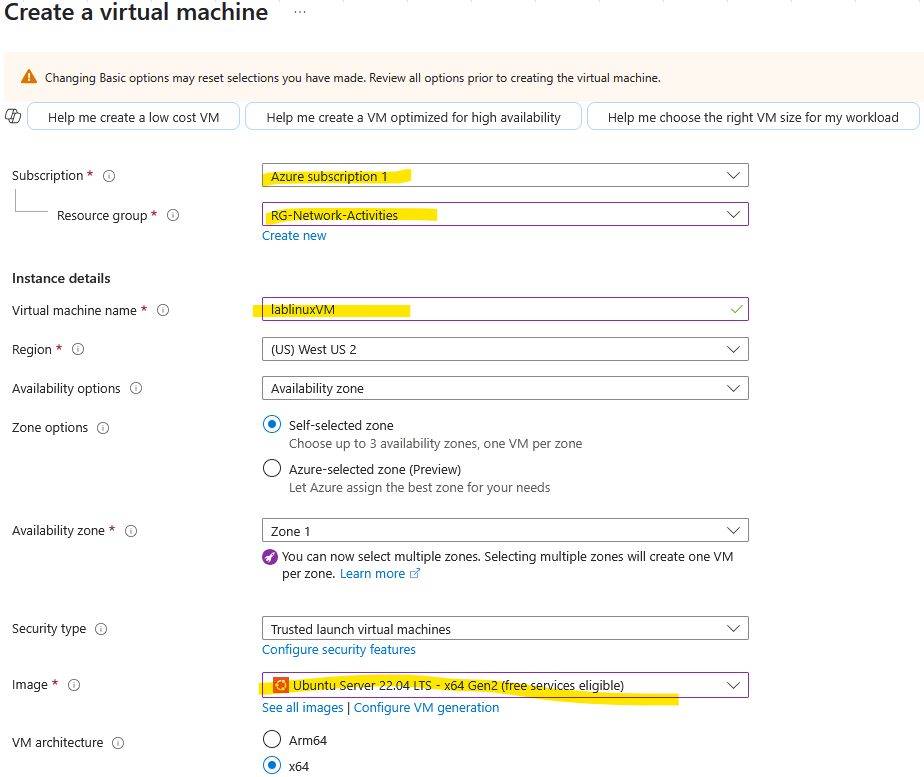 Create a virtual machine ...
Changing Basic options may reset selections you have made. Review all options prior to creating the virtual machine.
Help me create a low cost VM
Help me create a VM optimized for high availability
Help me choose the right VM size for my workload
Subscription *
Azure subscription 1
Resource group *
RG-Network-Activities
Create new
Instance details
Virtual machine name *
lablinuxVM
Region *
(US) West US 2
Availability options
Availability zone
Zone options
Self-selected zone
Choose up to 3 availability zones, one VM per zone
Azure-selected zone (Preview)
Let Azure assign the best zone for your needs
Availability zone *
Zone 1
You can now select multiple zones. Selecting multiple zones will create one VM
per zone. Learn more
Security type
Trusted launch virtual machines
Configure security features
Image *
Ubuntu Server 22.04 LTS - x64 Gen2 (free services eligible)
See all images | Configure VM generation
VM architecture
Arm64
x64